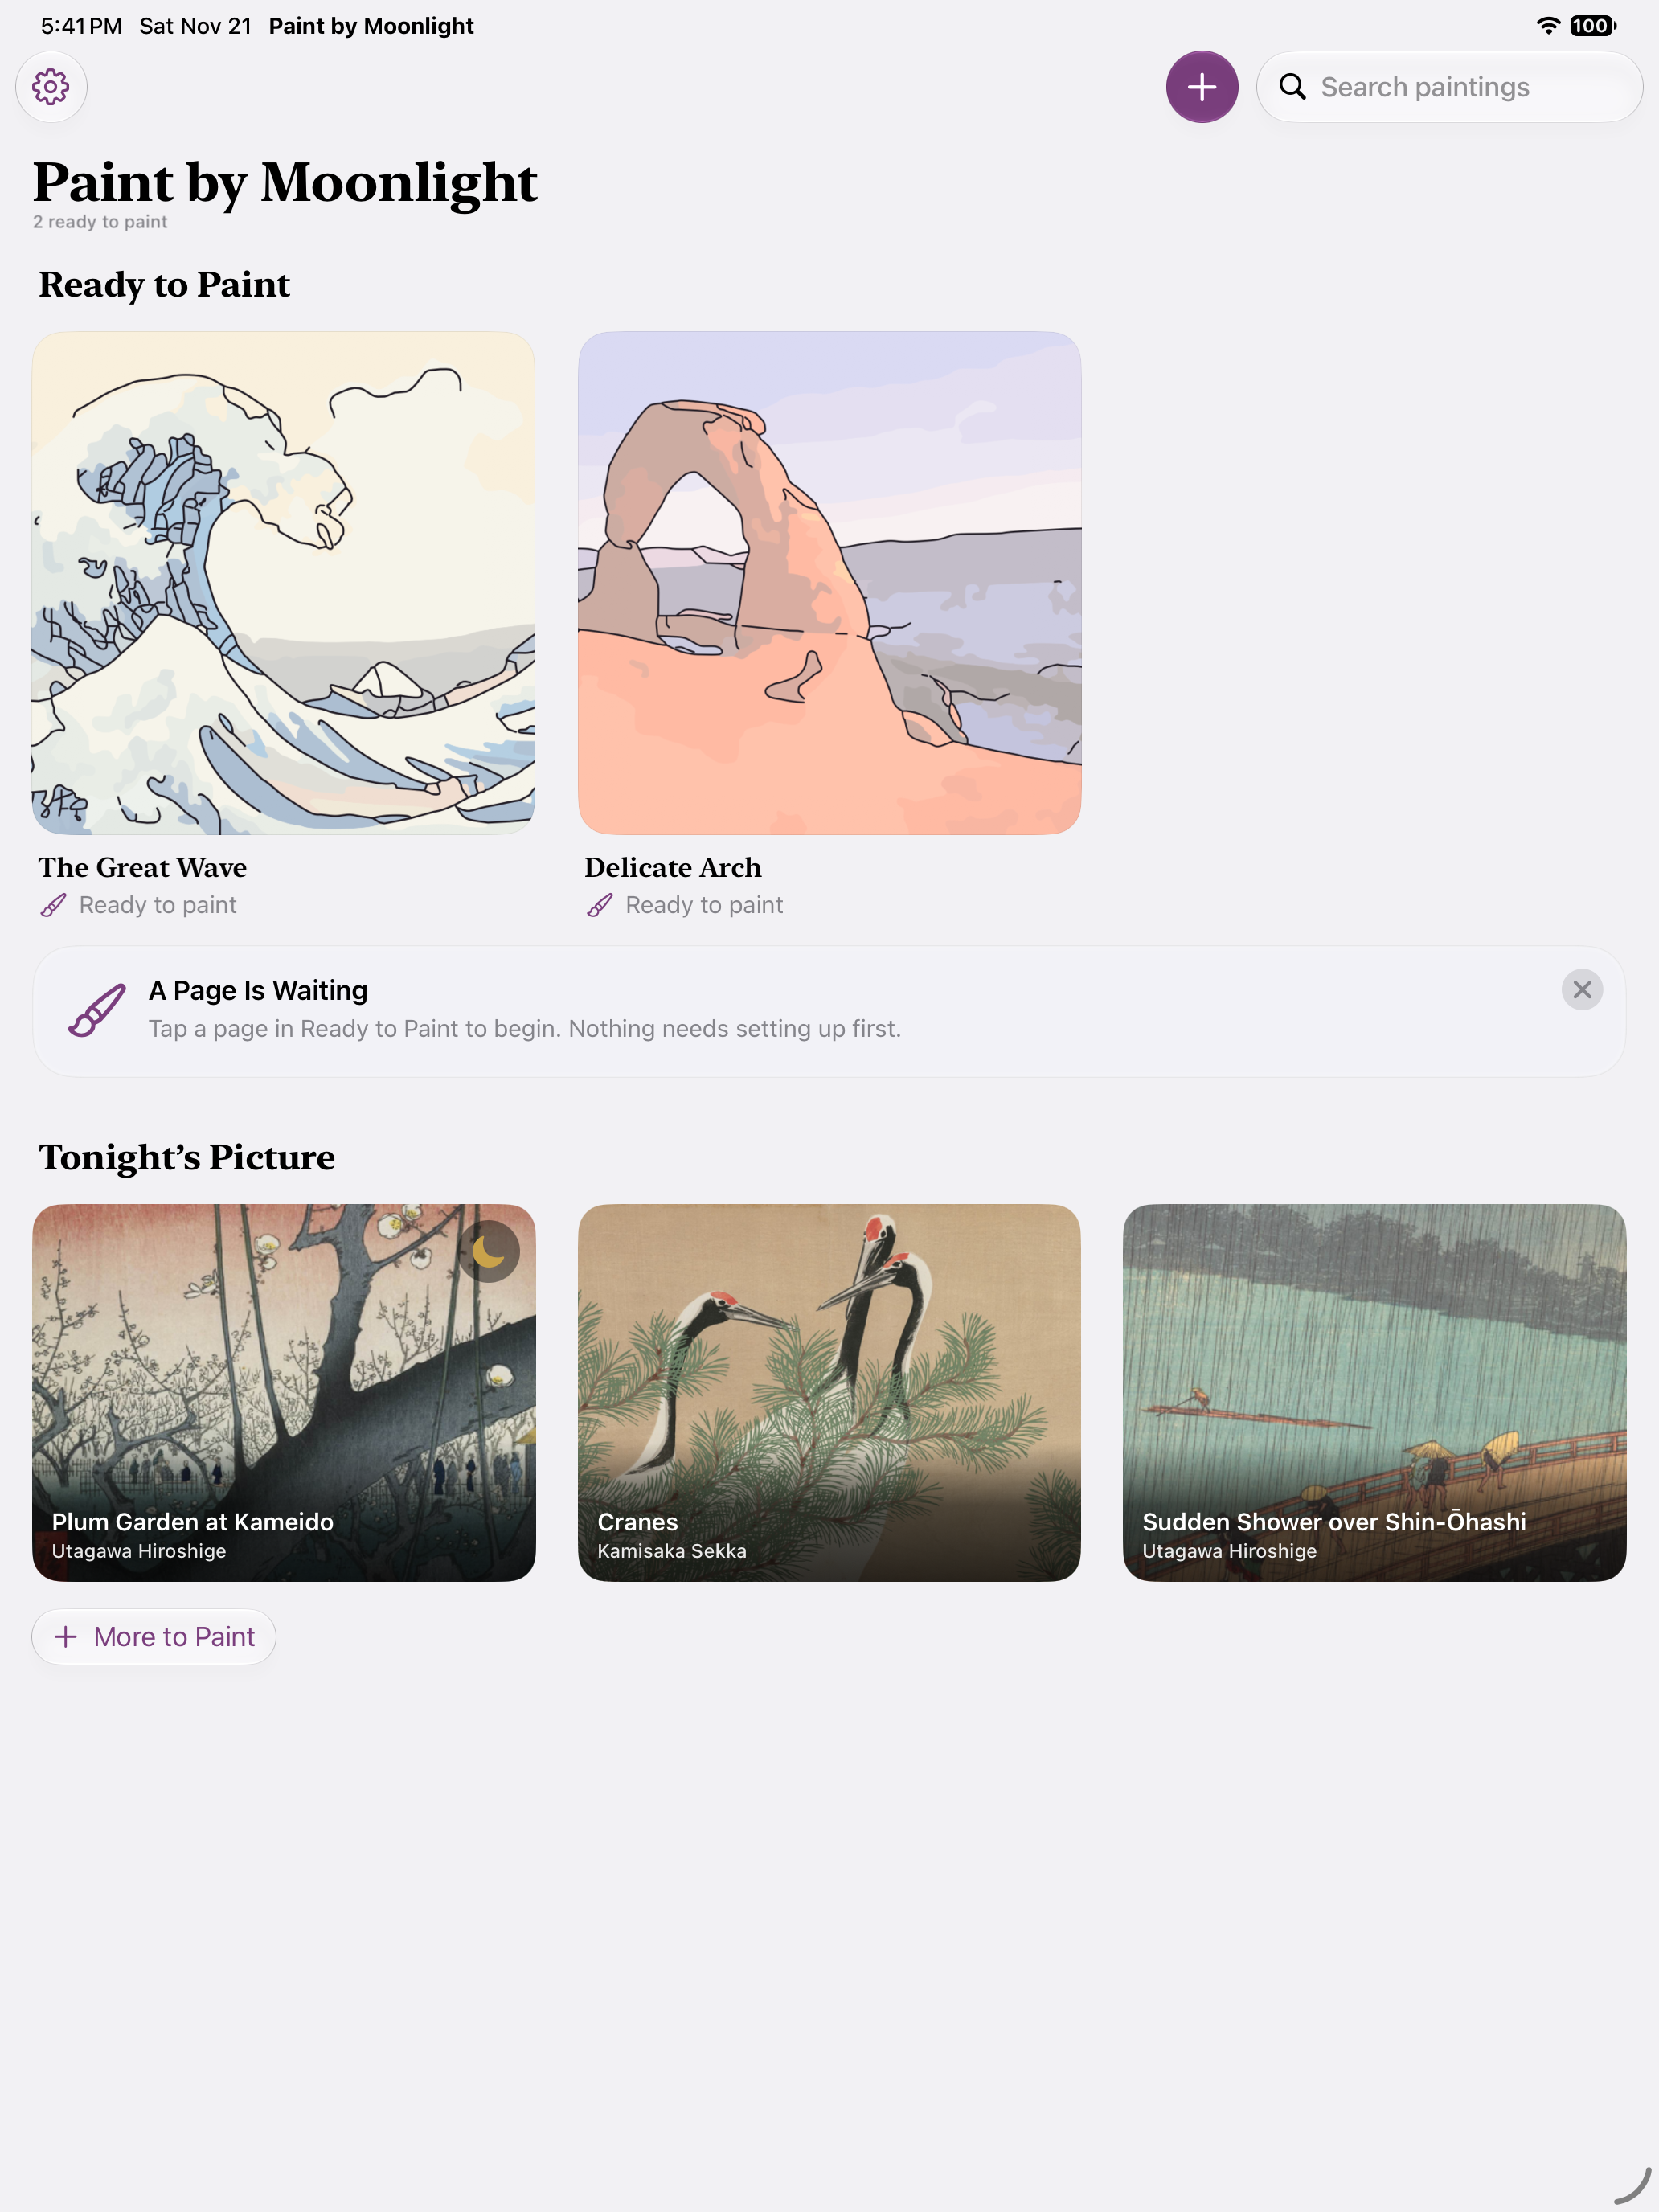 5:41 PM Sat Nov 21 Paint by Moonlight
100
Search paintings
Paint by Moonlight
2 ready to paint
Ready to Paint
The Great Wave
Ready to paint
Delicate Arch
Ready to paint
A Page Is Waiting
Tap a page in Ready to Paint to begin. Nothing needs setting up first.
Tonight’s Picture
Plum Garden at Kameido
Utagawa Hiroshige
Cranes
Kamisaka Sekka
Sudden Shower over Shin-Ōhashi
Utagawa Hiroshige
More to Paint